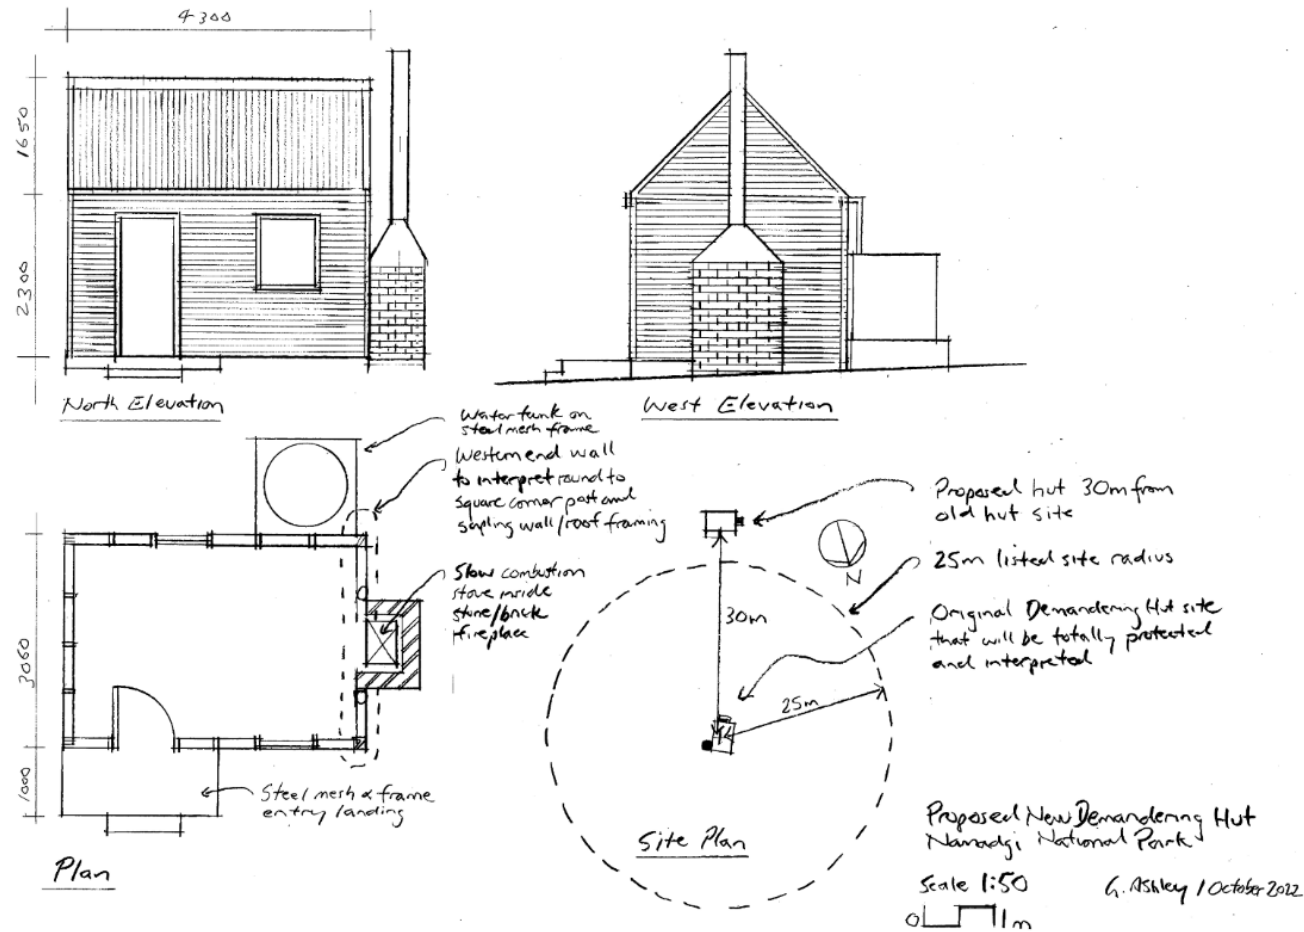 4300
1650
2300
North Elevation
West Elevation
Water tank on
steel mesh frame
Western end wall
to interpret round to
square corner post and
sapling wall/roof framing
Slow combustion
stove inside
stone/brick
fireplace
3060
1000
Steel mesh & frame
entry landing
Plan
Proposed hut 30m from
old hut site
N
25m listed site radius
Original Demandering Hut site
that will be totally protected
and interpreted
30m
25m
Site Plan
Proposed New Demandering Hut
Namadgi National Park
Scale 1:50
G. Ashley / October 2022
0 1m